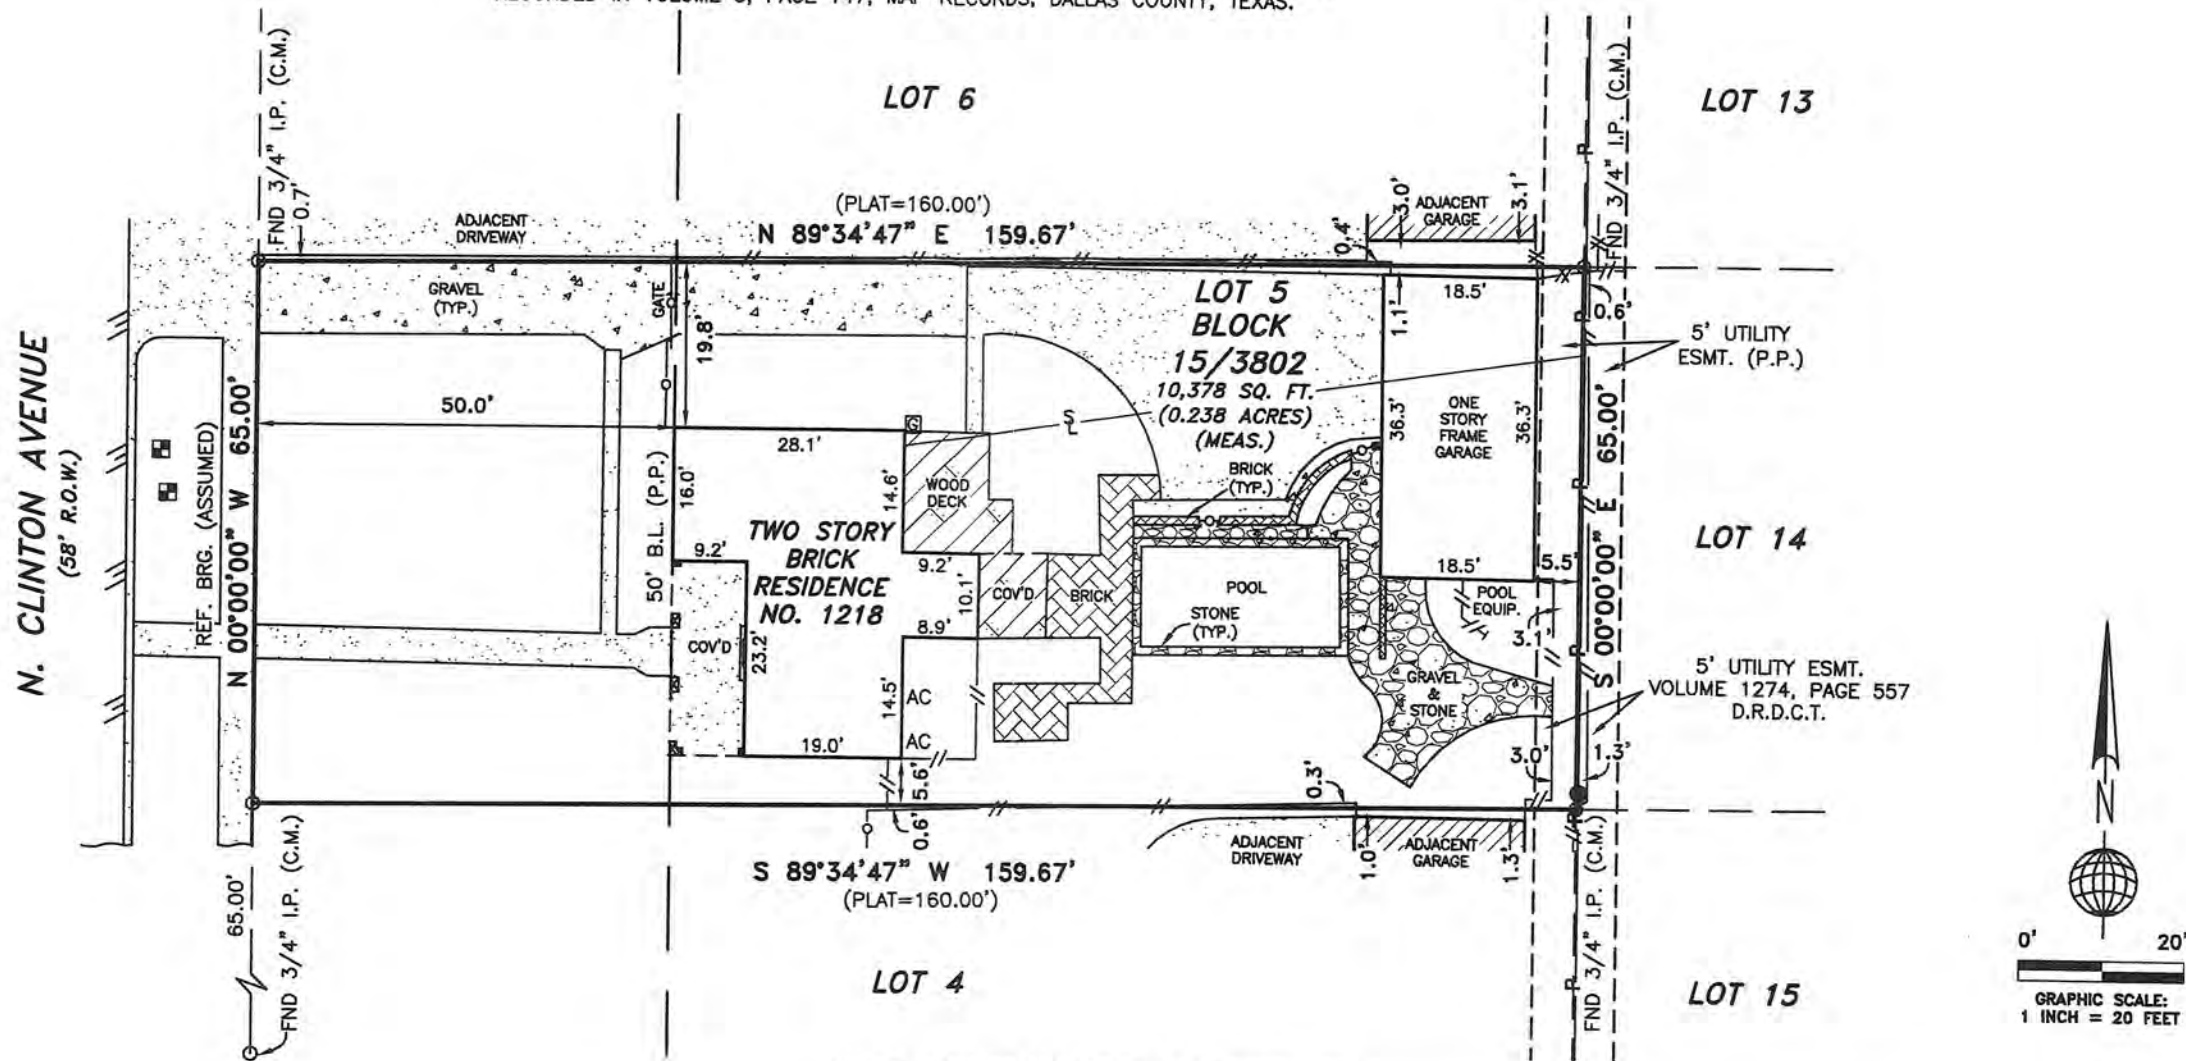 LOT 6
LOT 13
FND 3/4" I.P. (C.M.)
0.7'
FND 3/4" I.P. (C.M.)
(PLAT=160.00')
N 89°34'47" E 159.67'
ADJACENT
DRIVEWAY
ADJACENT
GARAGE
3.0'
3.1'
0.4'
GRAVEL
(TYP.)
GATE
19.8'
LOT 5
BLOCK
15/3802
10,378 SQ. FT.
(0.238 ACRES)
(MEAS.)
1.1'
18.5'
0.6'
5' UTILITY
ESMT. (P.P.)
N. CLINTON AVENUE
(58' R.O.W.)
REF. BRG. (ASSUMED)
N 00°00'00" W 65.00'
50.0'
50' B.L. (P.P.)
28.1'
16.0'
G
14.6'
WOOD
DECK
SL
BRICK
(TYP.)
36.3'
ONE
STORY
FRAME
GARAGE
36.3'
S 00°00'00" E 65.00'
TWO STORY
BRICK
RESIDENCE
NO. 1218
9.2'
9.2'
10.1'
COV'D
BRICK
POOL
STONE
(TYP.)
18.5'
5.5'
POOL
EQUIP.
3.1'
LOT 14
COV'D
23.2'
8.9'
14.5'
AC
AC
19.0'
GRAVEL
&
STONE
5' UTILITY ESMT.
VOLUME 1274, PAGE 557
D.R.D.C.T.
3.0'
1.3'
5.6'
0.6'
0.3'
S 89°34'47" W 159.67'
(PLAT=160.00')
ADJACENT
DRIVEWAY
1.0'
ADJACENT
GARAGE
1.3'
65.00'
FND 3/4" I.P. (C.M.)
FND 3/4" I.P. (C.M.)
LOT 4
LOT 15
N
0' 20'
GRAPHIC SCALE:
1 INCH = 20 FEET